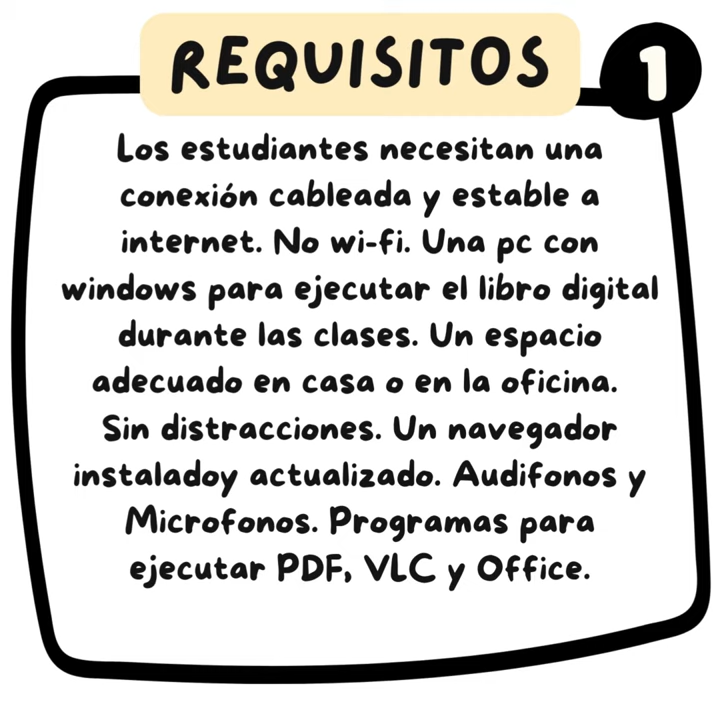 REQUISITOS
1
Los estudiantes necesitan una
conexión cableada y estable a
internet. No wi-fi. Una pc con
windows para ejecutar el libro digital
durante las clases. Un espacio
adecuado en casa o en la oficina.
Sin distracciones. Un navegador
instaladoy actualizado. Audifonos y
Microfonos. Programas para
ejecutar PDF, VLC y Office.